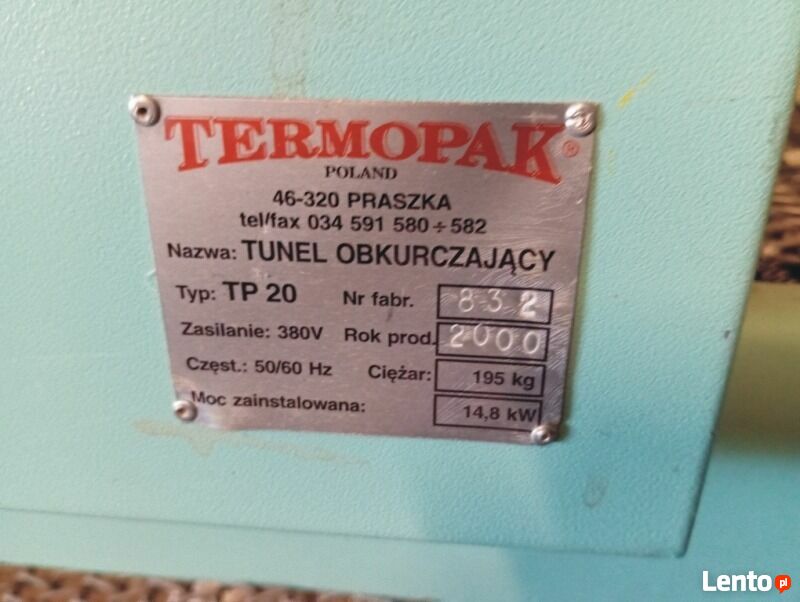 TERMOPAK®
POLAND
46-320 PRASZKA
tel/fax 034 591 580÷582
Nazwa: TUNEL OBKURCZAJĄCY
Typ: TP 20 Nr fabr. 832
Zasilanie: 380V Rok prod. 2000
Częst.: 50/60 Hz Ciężar: 195 kg
Moc zainstalowana: 14,8 kW
Lento.pl